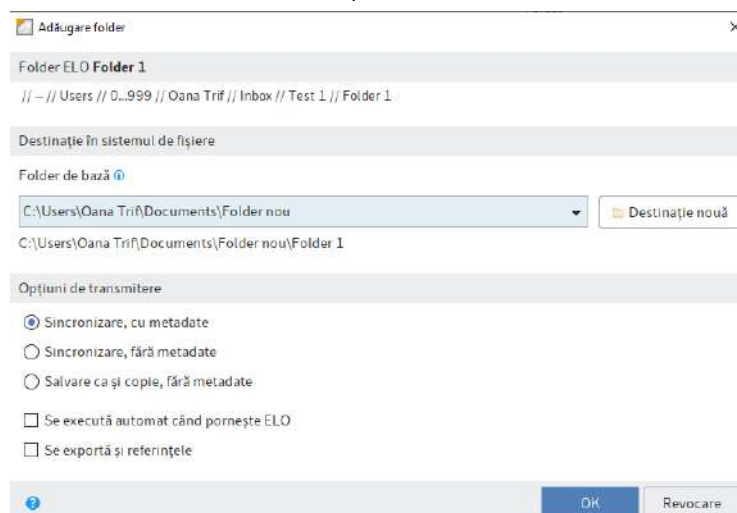 Adăugare folder
Folder ELO Folder 1
// – // Users // 0...999 // Oana Trif // Inbox // Test 1 // Folder 1
Destinație în sistemul de fișiere
Folder de bază
C:\Users\Oana Trif\Documents\Folder nou
Destinație nouă
C:\Users\Oana Trif\Documents\Folder nou\Folder 1
Opțiuni de transmitere
Sincronizare, cu metadate
Sincronizare, fără metadate
Salvare ca și copie, fără metadate
Se execută automat când pornește ELO
Se exportă și referințele
OK
Revocare